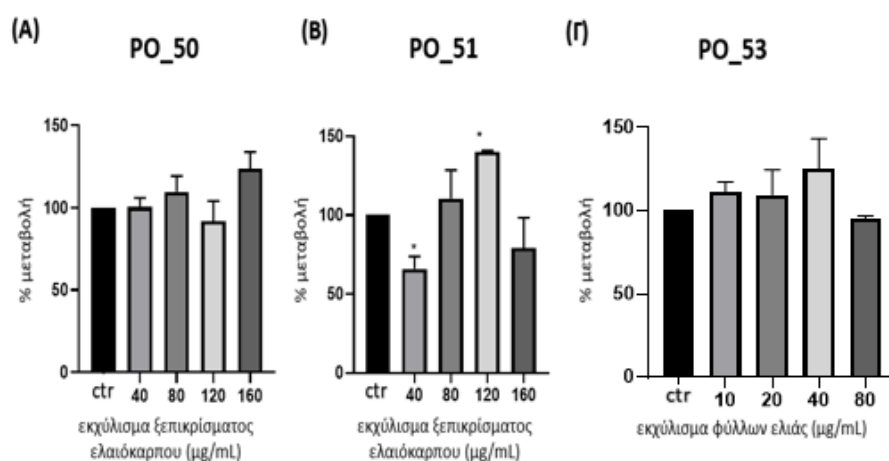 (Α)
PO_50
% μεταβολή
150
100
50
0
ctr 40 80 120 160
εκχύλισμα ξεπικρίσματος
ελαιόκαρπου (μg/mL)
(Β)
PO_51
% μεταβολή
150
100
50
0
* *
ctr 40 80 120 160
εκχύλισμα ξεπικρίσματος
ελαιόκαρπου (μg/mL)
(Γ)
PO_53
% μεταβολή
150
100
50
0
ctr 10 20 40 80
εκχύλισμα φύλλων ελιάς (μg/mL)